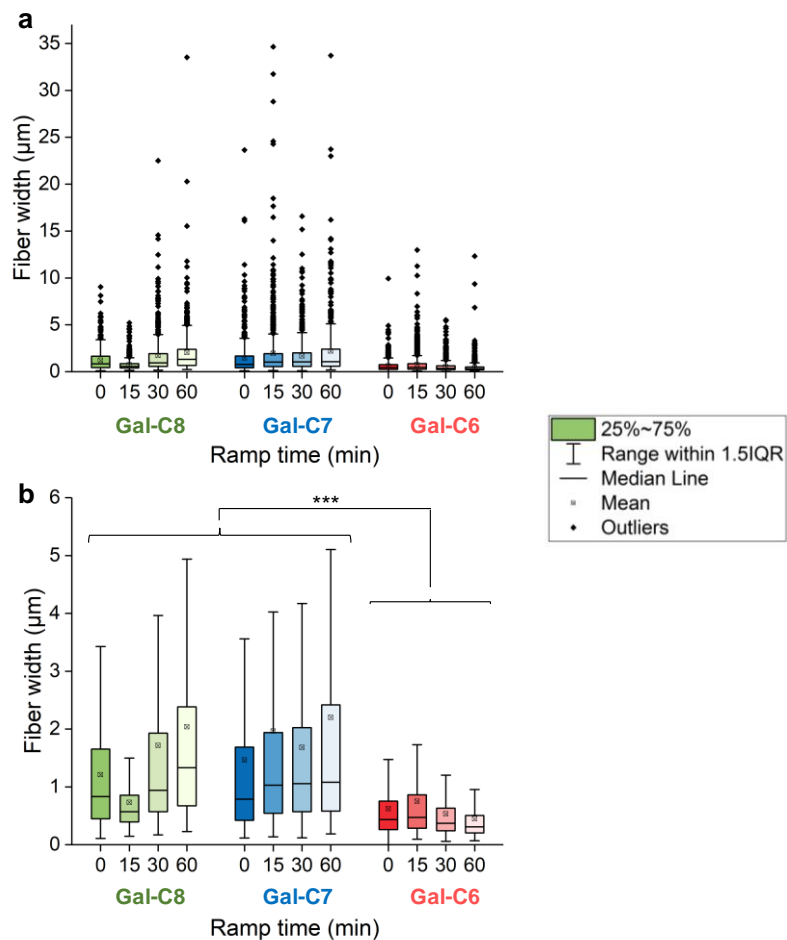 a
35
30
25
20
15
10
5
0
Fiber width (μm)
0 15 30 60 0 15 30 60 0 15 30 60
Gal-C8 Gal-C7 Gal-C6
Ramp time (min)
25%~75%
Range within 1.5IQR
Median Line
Mean
Outliers
b
***
6
5
4
3
2
1
0
Fiber width (μm)
0 15 30 60 0 15 30 60 0 15 30 60
Gal-C8 Gal-C7 Gal-C6
Ramp time (min)